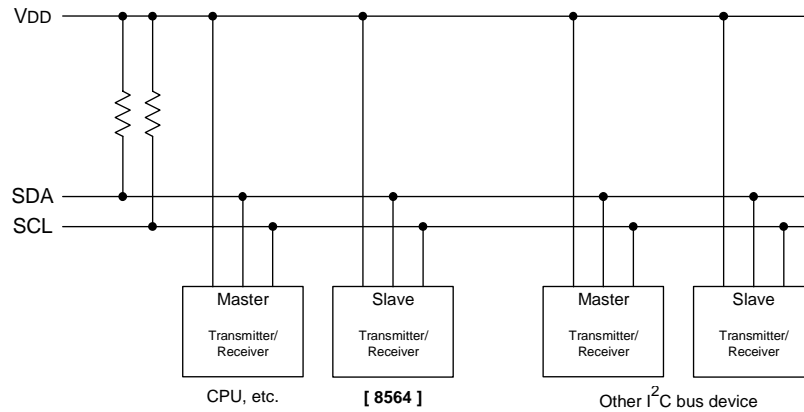 VDD
SDA
SCL
Master
Transmitter/
Receiver
Slave
Transmitter/
Receiver
Master
Transmitter/
Receiver
Slave
Transmitter/
Receiver
CPU, etc.
[ 8564 ]
Other I²C bus device